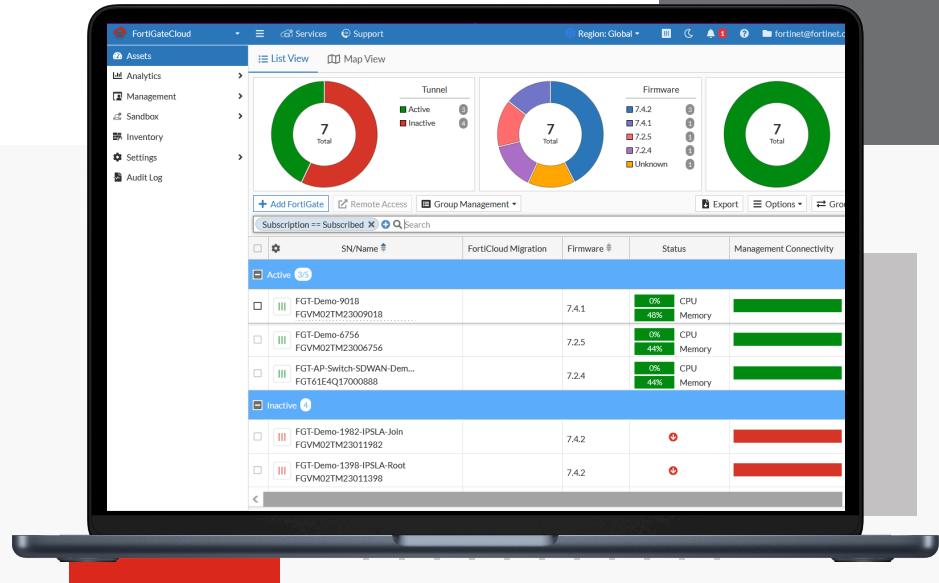 FortiGateCloud
Services
Support
Region: Global
1
fortinet@fortinet.c
Assets
Analytics
Management
Sandbox
Inventory
Settings
Audit Log
List View
Map View
7
Total
Tunnel
Active 3
Inactive 4
7
Total
Firmware
7.4.2 3
7.4.1 1
7.2.5 1
7.2.4 1
Unknown 1
7
Total
+ Add FortiGate
Remote Access
Group Management
Export
Options
Gro
Subscription == Subscribed
Search
SN/Name
FortiCloud Migration
Firmware
Status
Management Connectivity
Active 3/5
FGT-Demo-9018
FGVM02TM23009018
7.4.1
0% CPU
48% Memory
FGT-Demo-6756
FGVM02TM23006756
7.2.5
0% CPU
44% Memory
FGT-AP-Switch-SDWAN-Dem...
FGT61E4Q17000888
7.2.4
0% CPU
44% Memory
Inactive 4
FGT-Demo-1982-IPSLA-Join
FGVM02TM23011982
7.4.2
FGT-Demo-1398-IPSLA-Root
FGVM02TM23011398
7.4.2